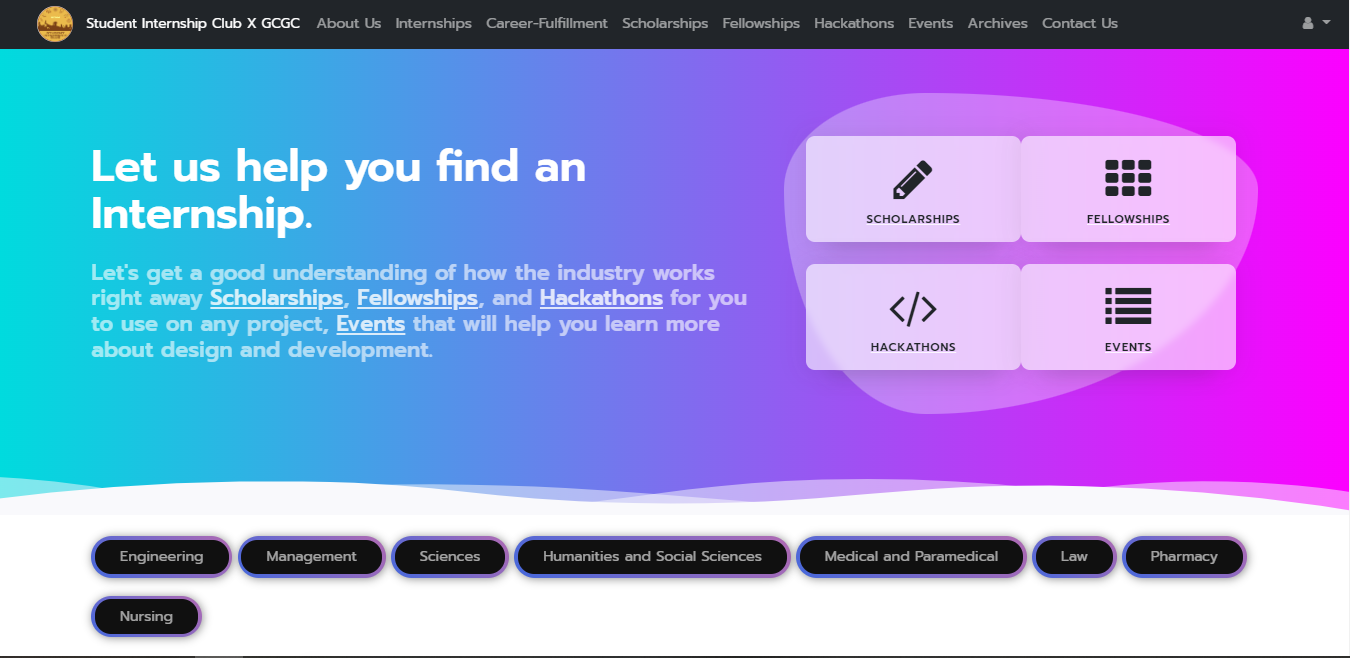 Student Internship Club X GCGC About Us Internships Career-Fulfillment Scholarships Fellowships Hackathons Events Archives Contact Us
Let us help you find an
Internship.
Let's get a good understanding of how the industry works
right away Scholarships, Fellowships, and Hackathons for you
to use on any project, Events that will help you learn more
about design and development.
SCHOLARSHIPS
FELLOWSHIPS
HACKATHONS
EVENTS
Engineering Management Sciences Humanities and Social Sciences Medical and Paramedical Law Pharmacy
Nursing